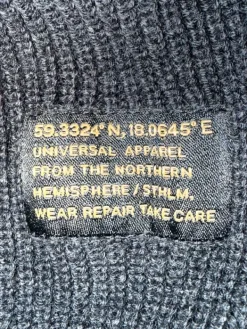 59.3324° N, 18.0645° E
UNIVERSAL APPAREL
FROM THE NORTHERN
HEMISPHERE / STHLM.
WEAR REPAIR TAKE CARE